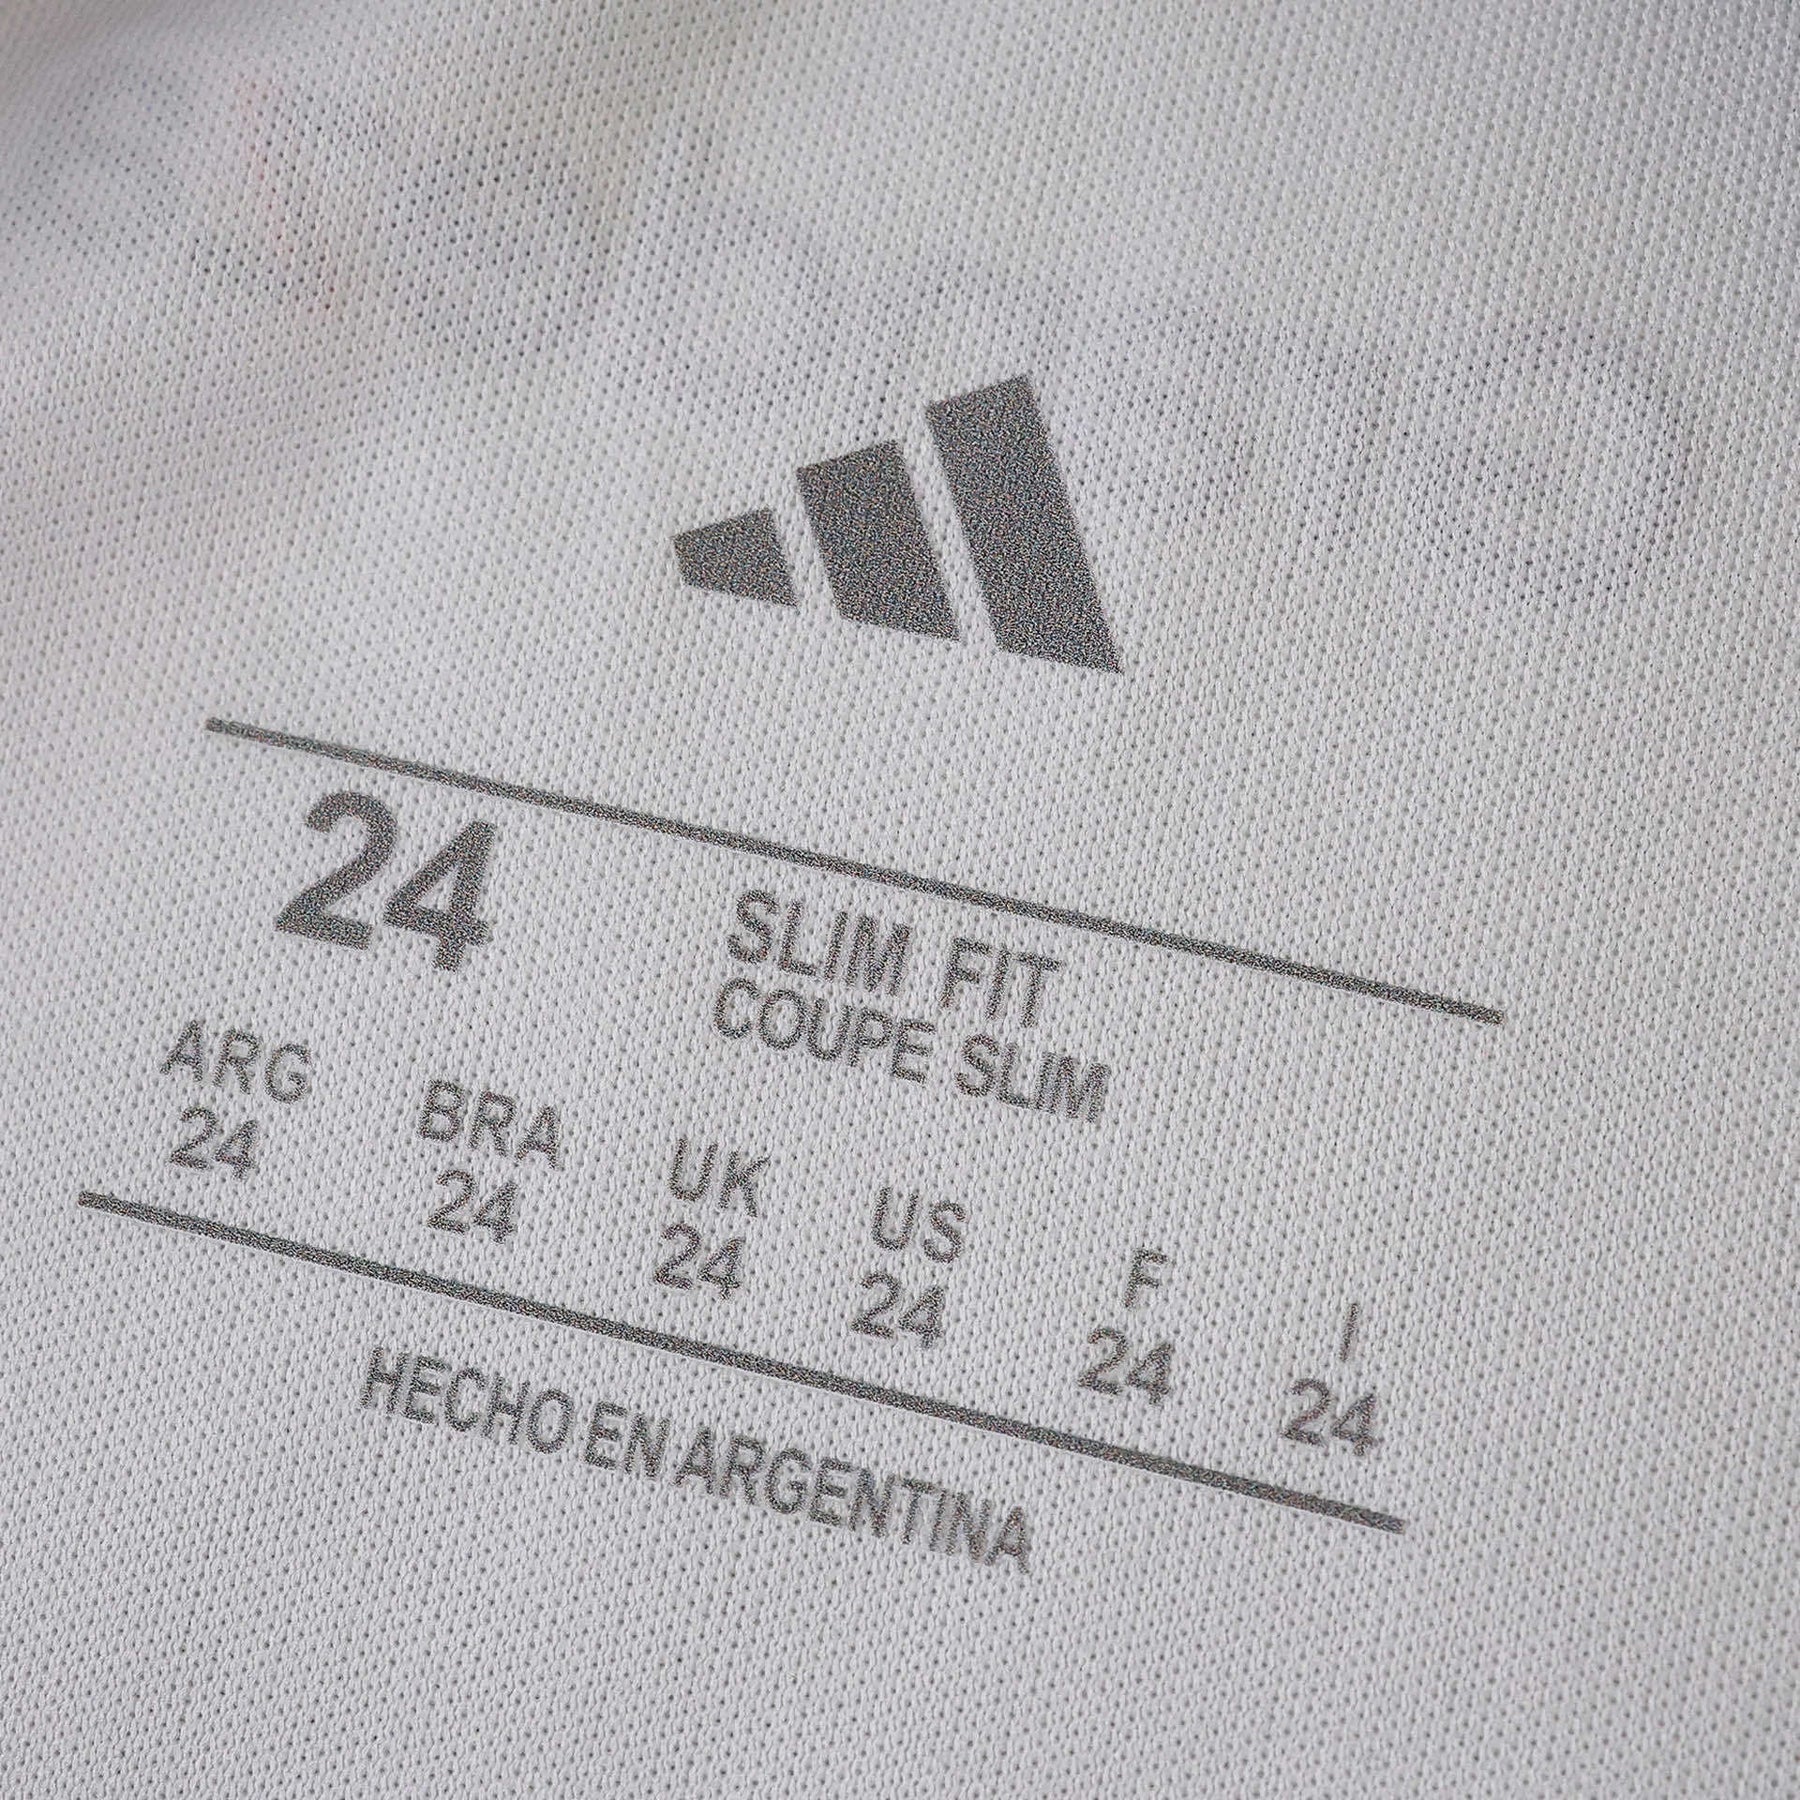 24
SLIM FIT
COUPE SLIM
ARG BRA UK US F I
24 24 24 24 24 24
HECHO EN ARGENTINA